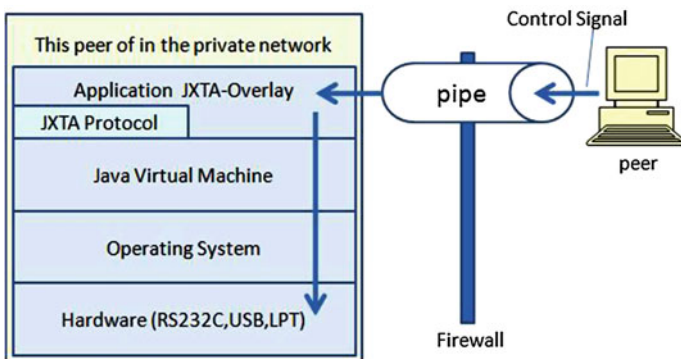 This peer of in the private network
Application JXTA-Overlay
JXTA Protocol
Java Virtual Machine
Operating System
Hardware (RS232C,USB,LPT)
pipe
Control Signal
peer
Firewall